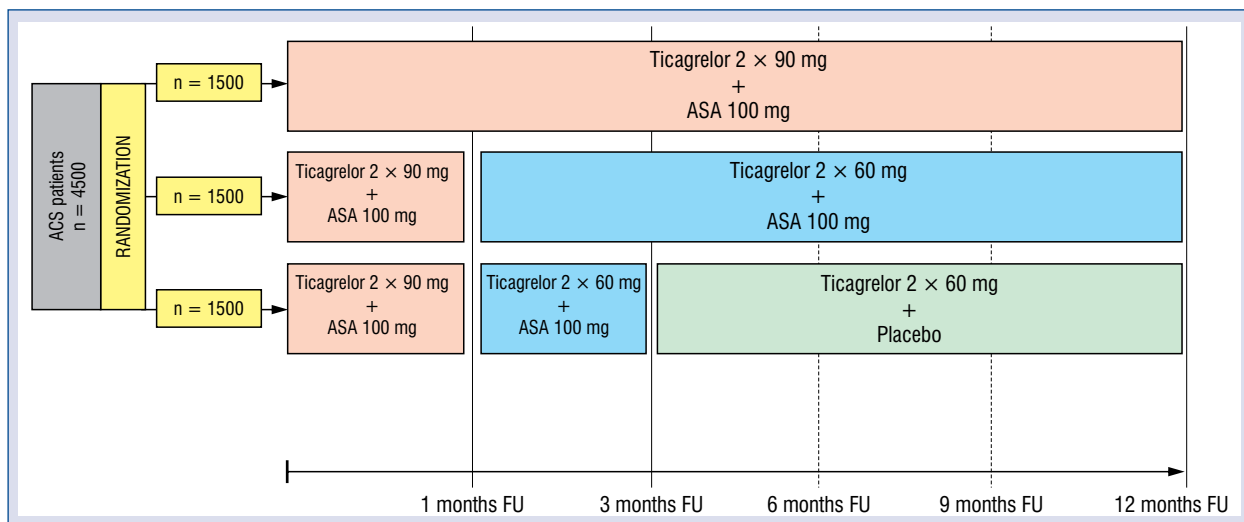 ACS patients
n = 4500
RANDOMIZATION
n = 1500
Ticagrelor 2 × 90 mg
+
ASA 100 mg
n = 1500
Ticagrelor 2 × 90 mg
+
ASA 100 mg
Ticagrelor 2 × 60 mg
+
ASA 100 mg
n = 1500
Ticagrelor 2 × 90 mg
+
ASA 100 mg
Ticagrelor 2 × 60 mg
+
ASA 100 mg
Ticagrelor 2 × 60 mg
+
Placebo
1 months FU
3 months FU
6 months FU
9 months FU
12 months FU